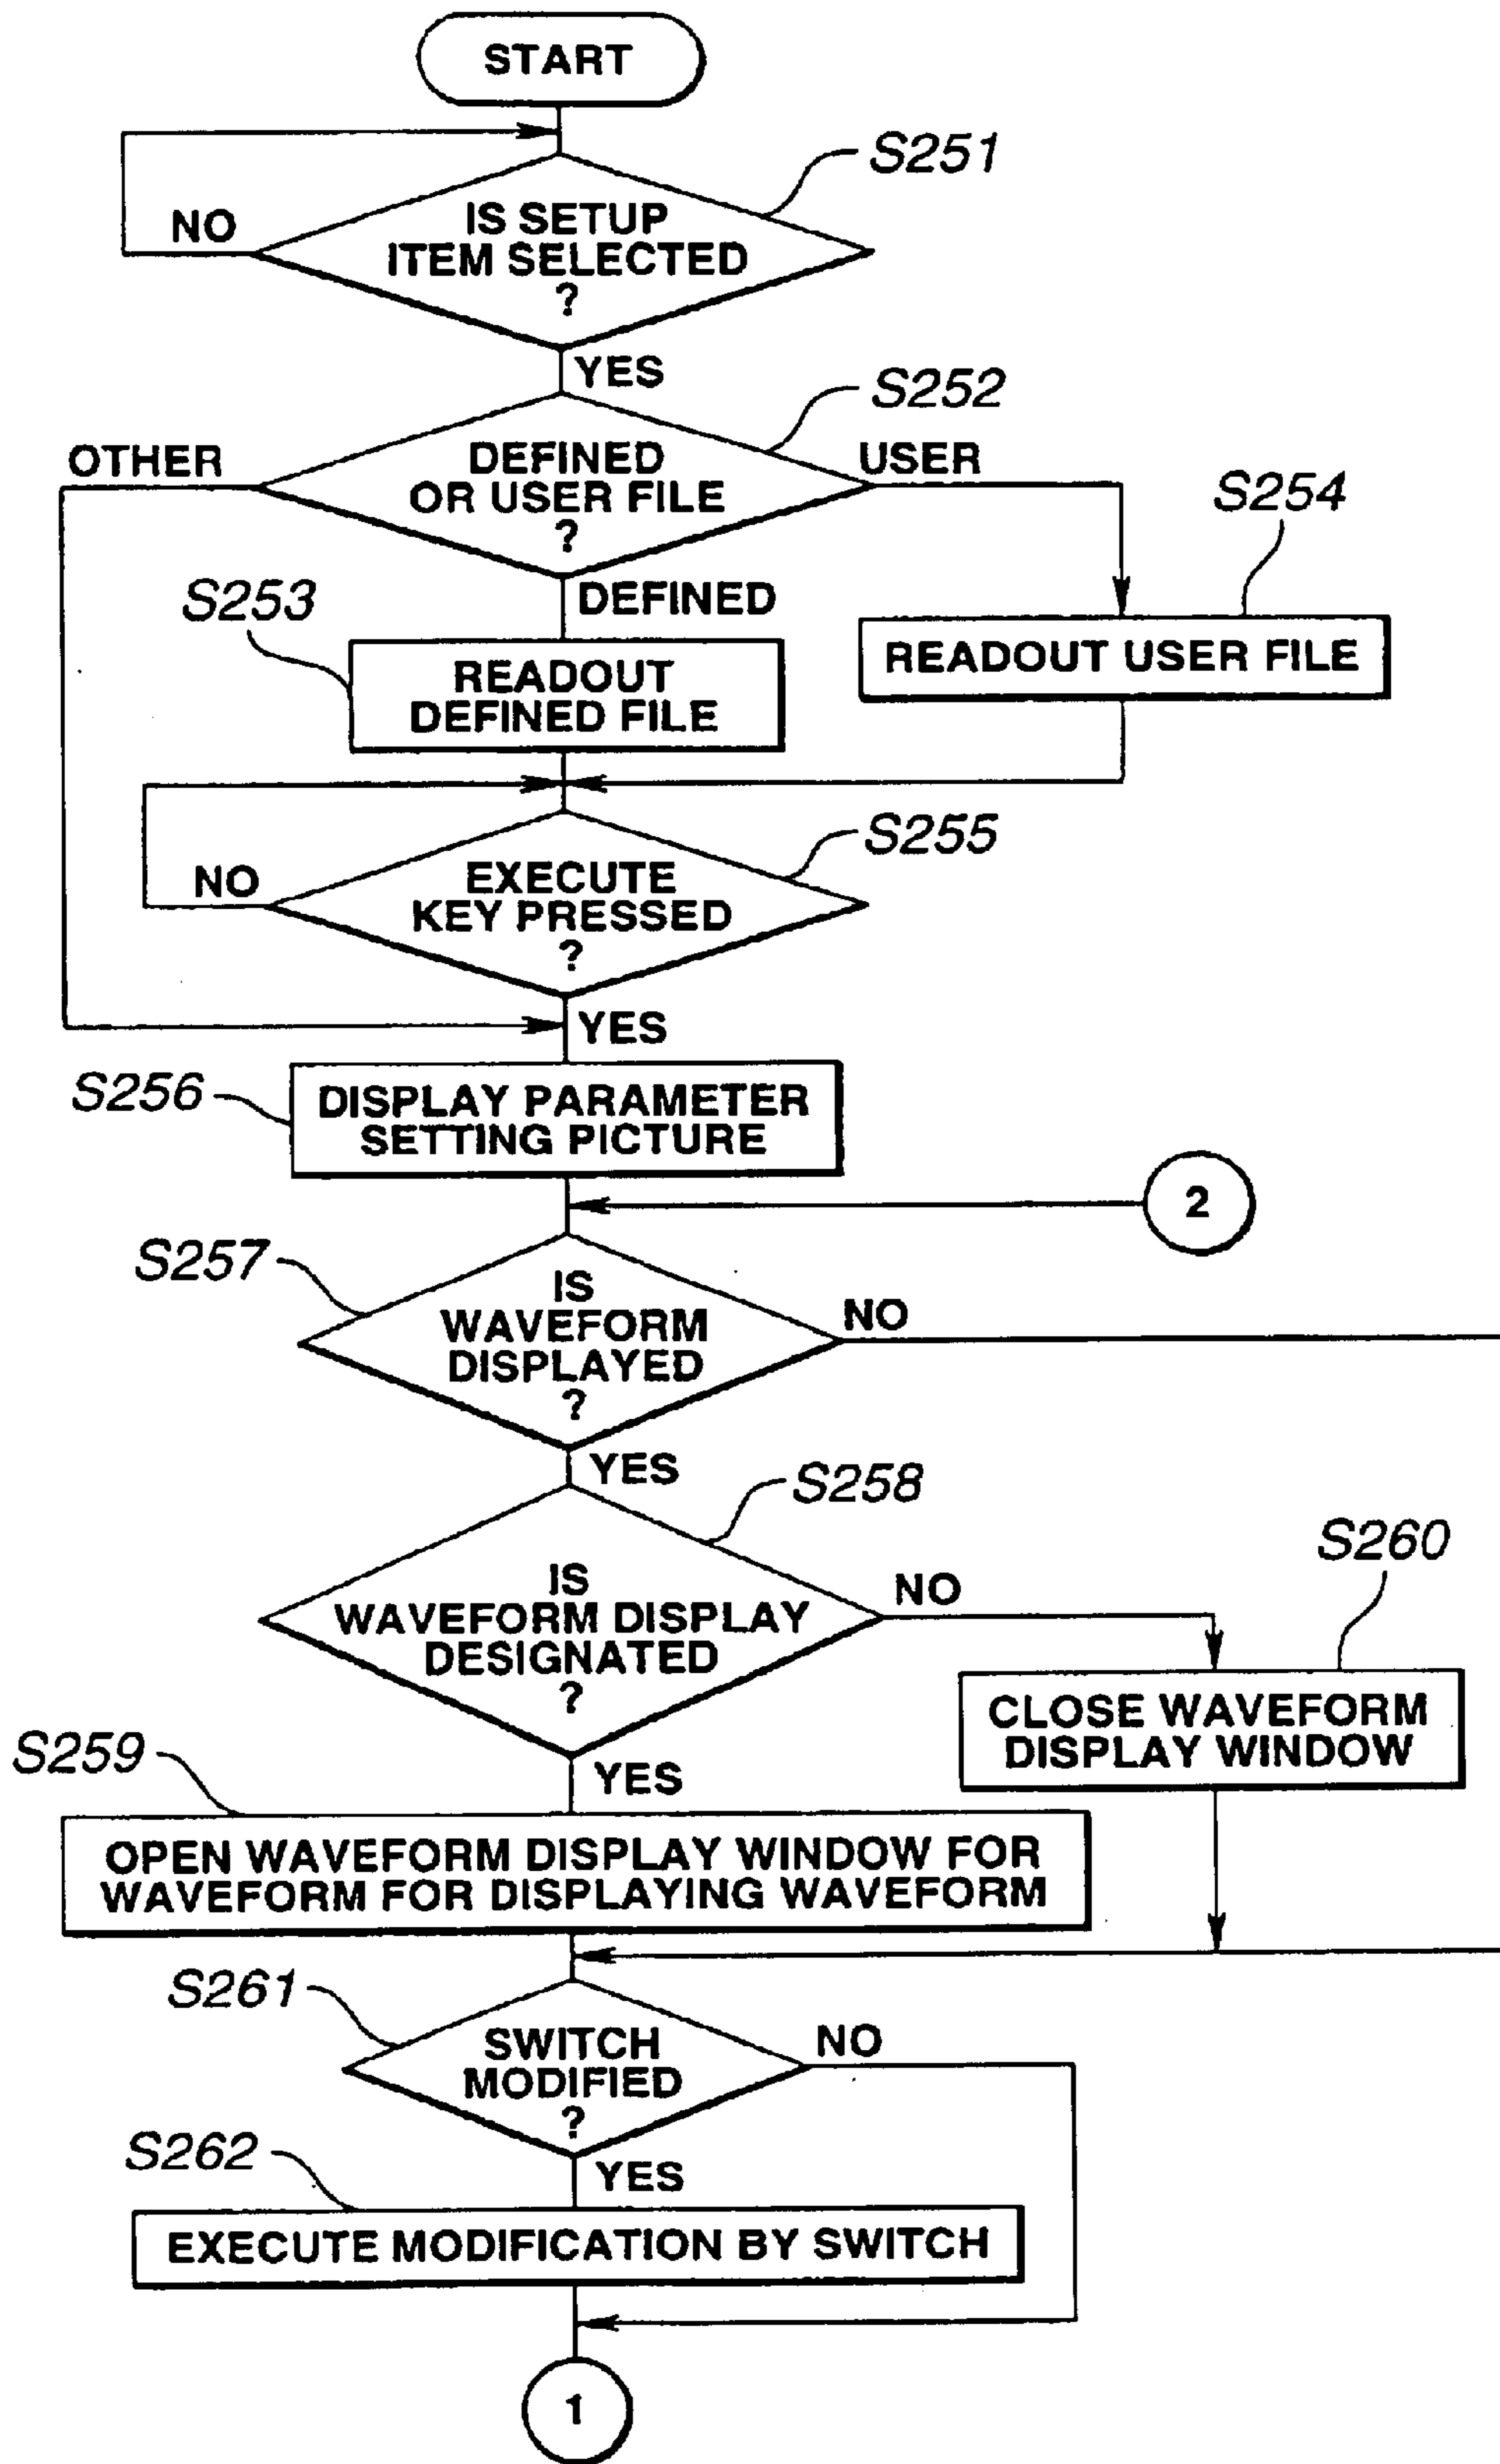 START
S251
IS SETUP
NO
ITEM SELECTED
?
YES
S252
OTHER
DEFINED
USER
OR USER FILE
?
S254
S253
DEFINED
READOUT
DEFINED FILE
READOUT USER FILE
S255
NO
EXECUTE
KEY PRESSED
?
YES
S256
DISPLAY PARAMETER
SETTING PICTURE
2
S257
IS
WAVEFORM
DISPLAYED
?
NO
YES
S258
IS
WAVEFORM DISPLAY
DESIGNATED
?
NO
S260
CLOSE WAVEFORM
DISPLAY WINDOW
S259
YES
OPEN WAVEFORM DISPLAY WINDOW FOR
WAVEFORM FOR DISPLAYING WAVEFORM
S261
SWITCH
MODIFIED
?
NO
S262
YES
EXECUTE MODIFICATION BY SWITCH
1